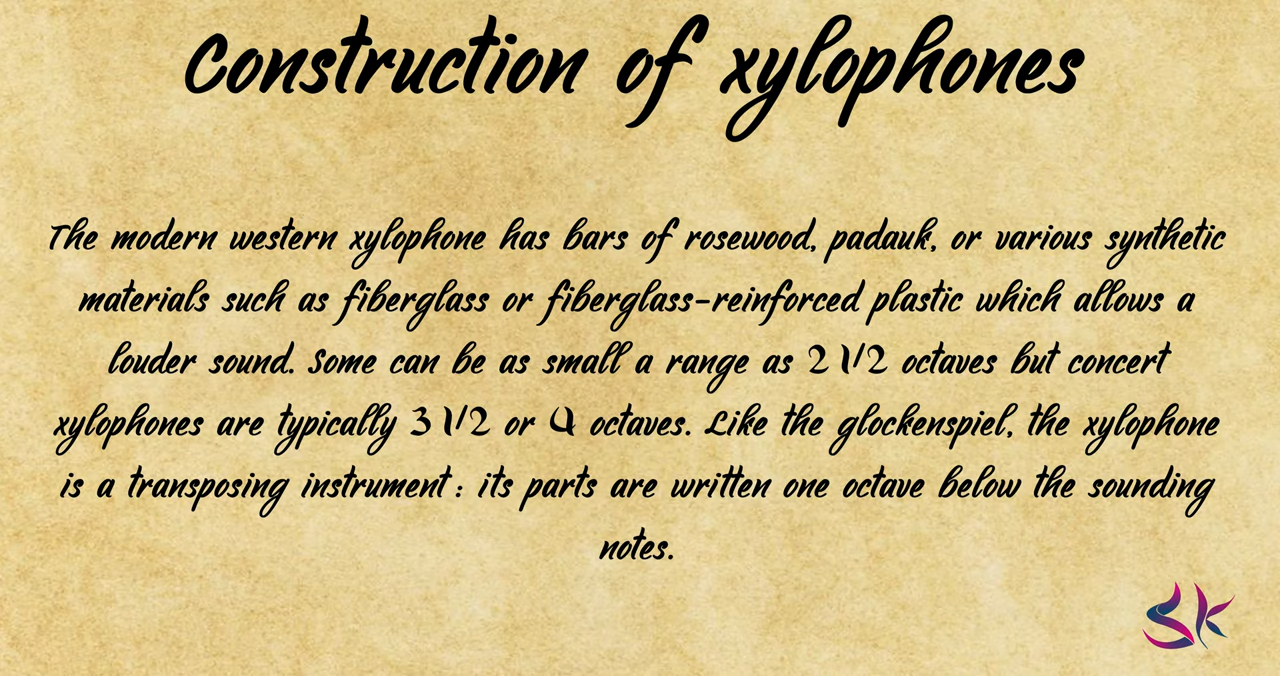 Construction of xylophones
The modern western xylophone has bars of rosewood, padauk, or various synthetic
materials such as fiberglass or fiberglass-reinforced plastic which allows a
louder sound. Some can be as small a range as 2 1/2 octaves but concert
xylophones are typically 3 1/2 or 4 octaves. Like the glockenspiel, the xylophone
is a transposing instrument: its parts are written one octave below the sounding
notes.
SK